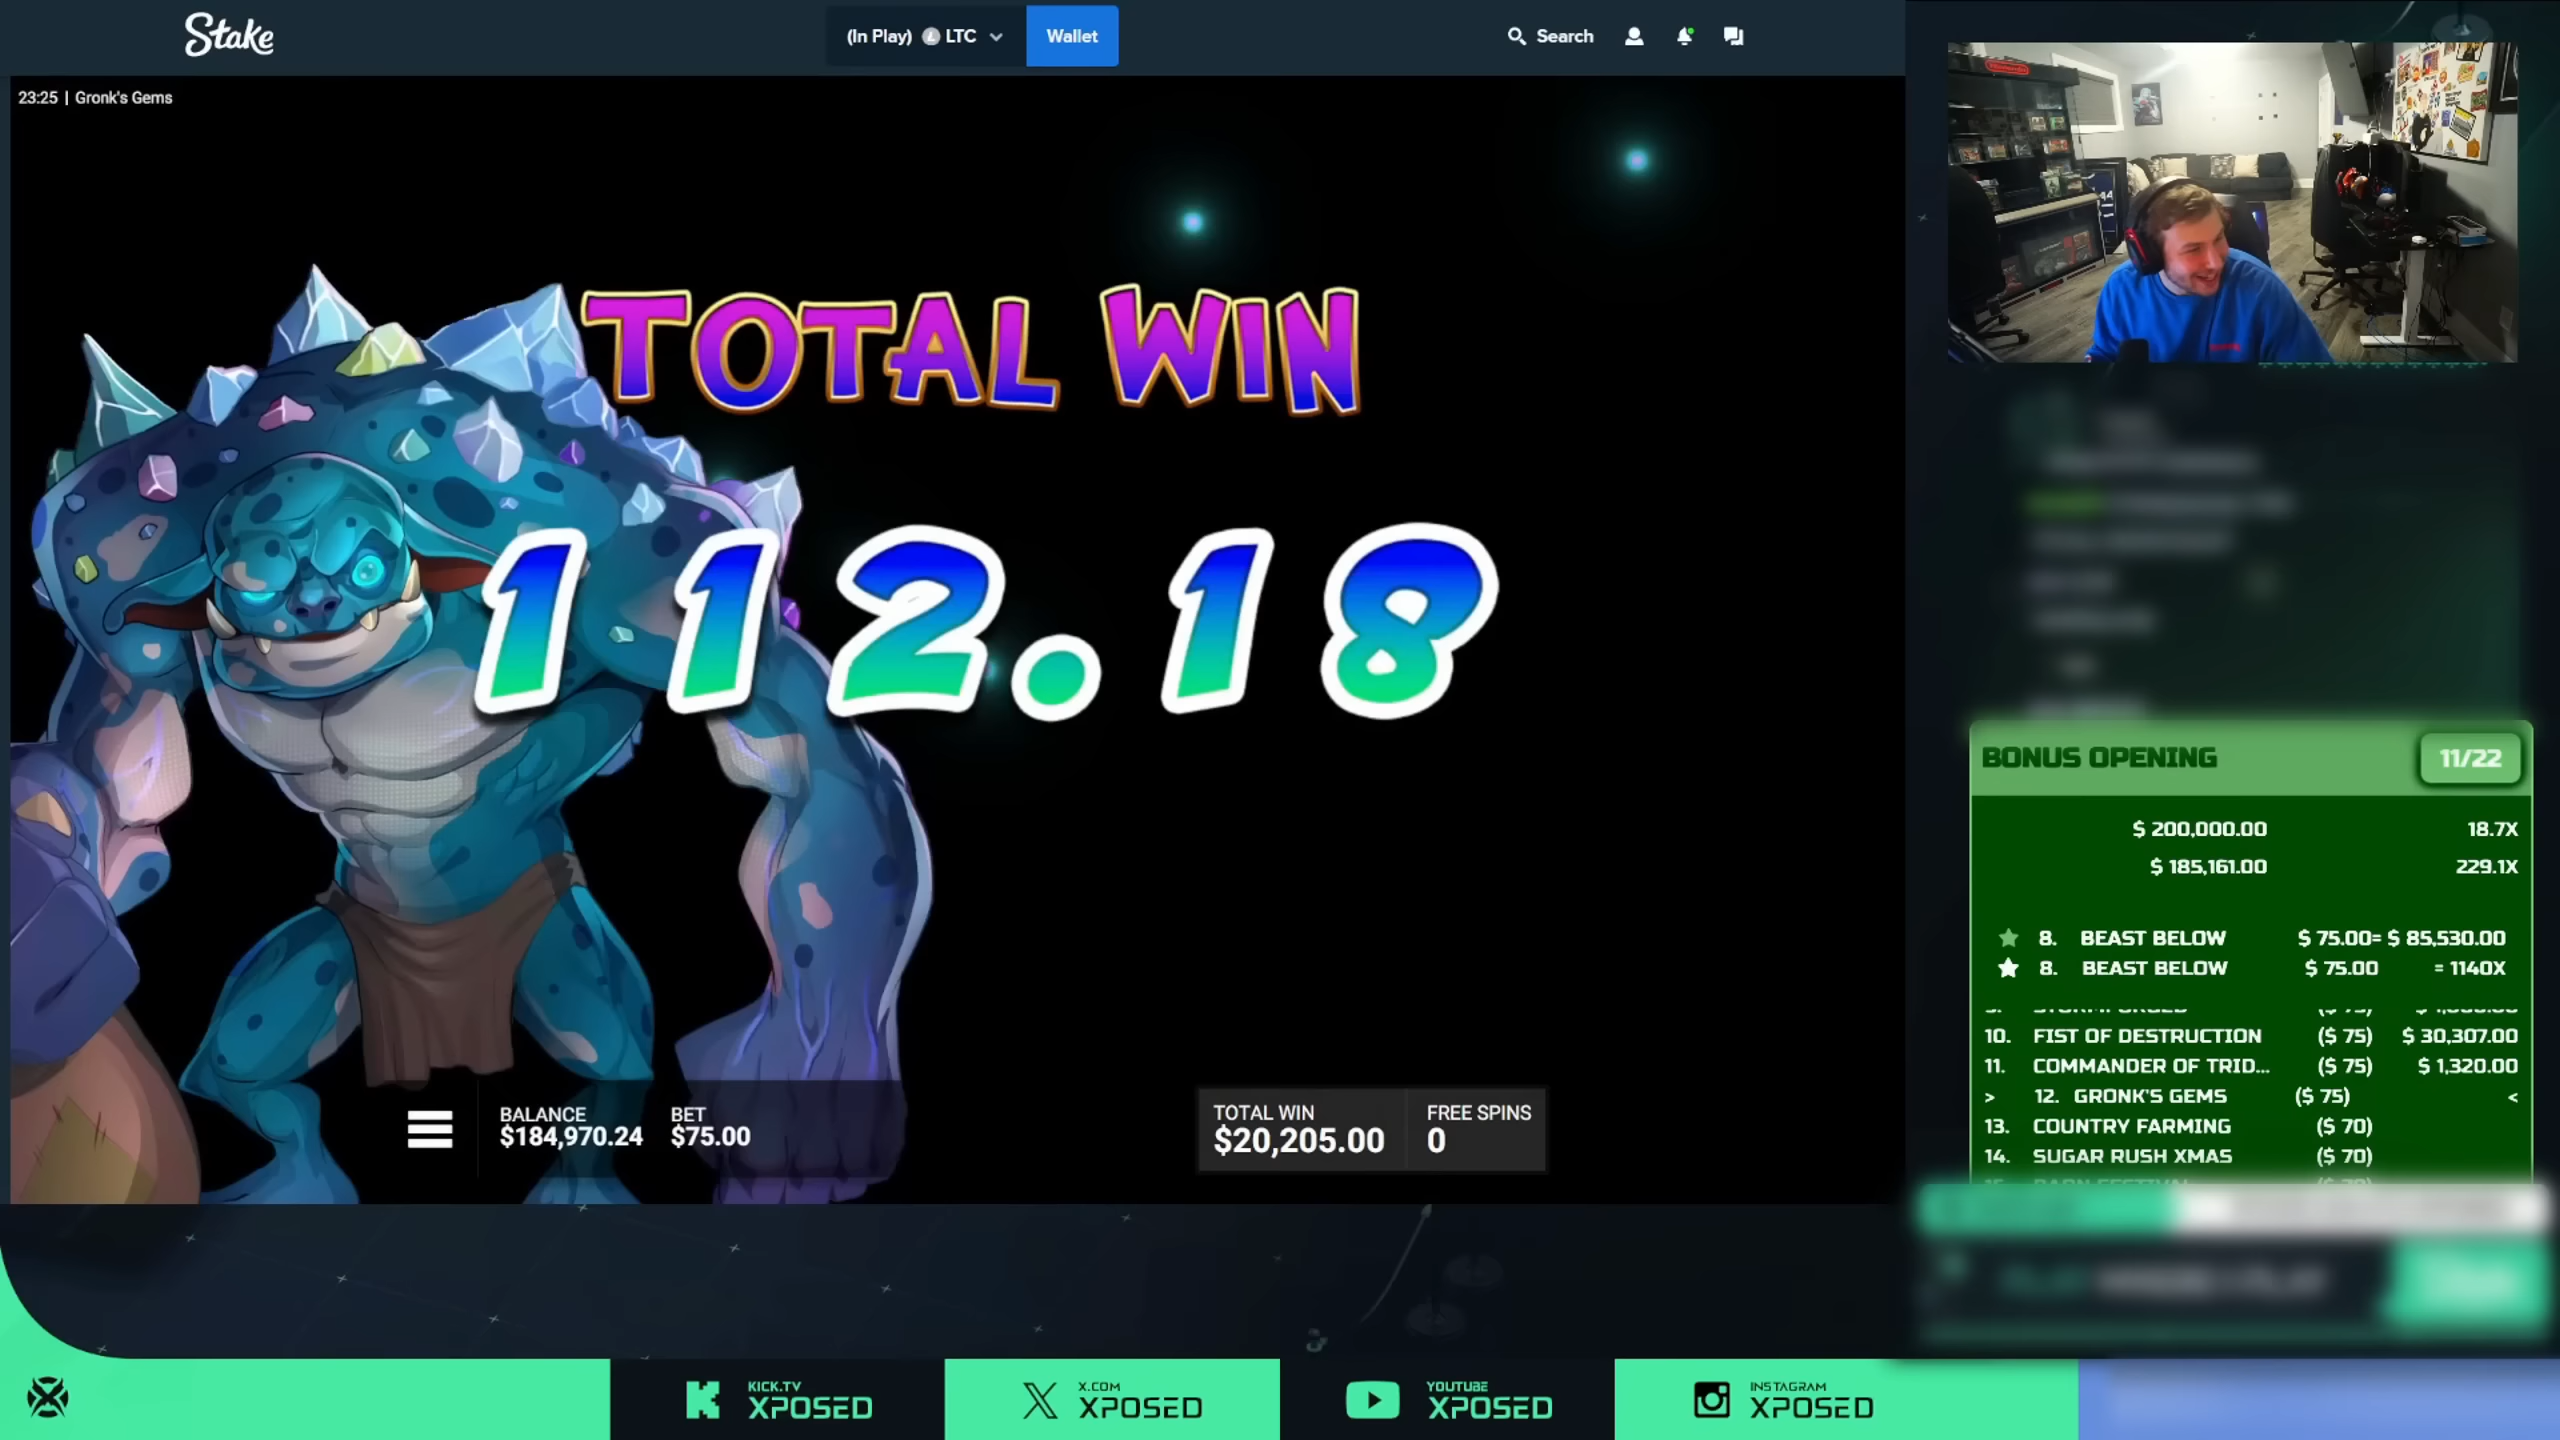 Stake
(In Play) LTC
Wallet
Search
23:25 | Gronk's Gems
TOTAL WIN
112.18
BALANCE
$184,970.24
BET
$75.00
TOTAL WIN
$20,205.00
FREE SPINS
0
BONUS OPENING
11/22
$ 200,000.00 18.7X
$ 185,161.00 229.1X
8. BEAST BELOW $ 75.00= $ 85,530.00
8. BEAST BELOW $ 75.00 = 1140X
10. FIST OF DESTRUCTION ($ 75) $ 30,307.00
11. COMMANDER OF TRID... ($ 75) $ 1,320.00
> 12. GRONK'S GEMS ($ 75) <
13. COUNTRY FARMING ($ 70)
14. SUGAR RUSH XMAS ($ 70)
KICK.TV
XPOSED
X.COM
XPOSED
YOUTUBE
XPOSED
INSTAGRAM
XPOSED